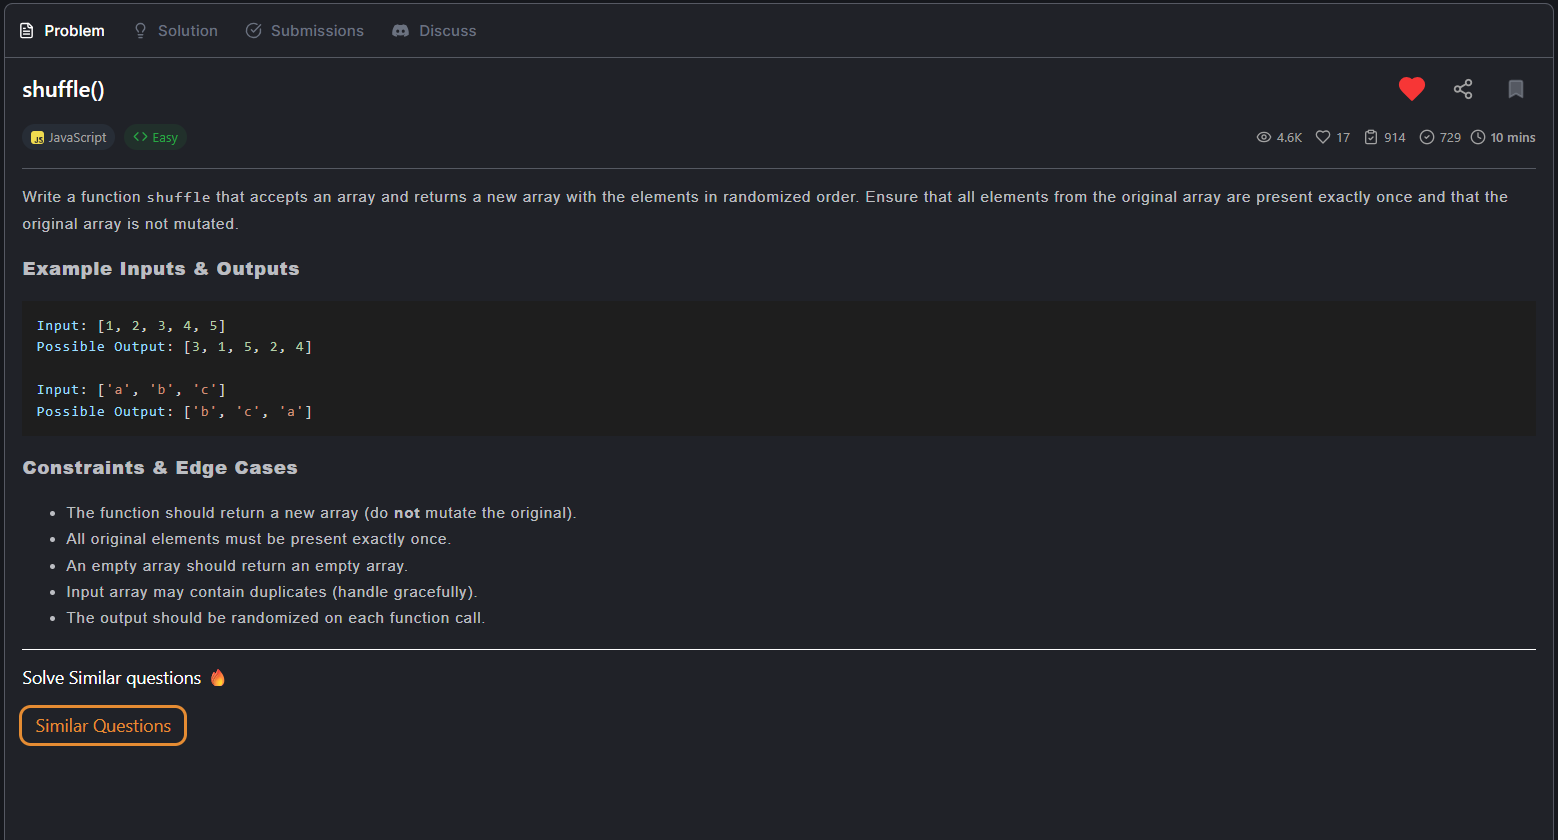 Problem Solution Submissions Discuss
shuffle()
JS JavaScript <> Easy 4.6K 17 914 729 10 mins
Write a function shuffle that accepts an array and returns a new array with the elements in randomized order. Ensure that all elements from the original array are present exactly once and that the
original array is not mutated.
Example Inputs & Outputs
Input: [1, 2, 3, 4, 5]
Possible Output: [3, 1, 5, 2, 4]
Input: ['a', 'b', 'c']
Possible Output: ['b', 'c', 'a']
Constraints & Edge Cases
• The function should return a new array (do not mutate the original).
• All original elements must be present exactly once.
• An empty array should return an empty array.
• Input array may contain duplicates (handle gracefully).
• The output should be randomized on each function call.
Solve Similar questions 🔥
Similar Questions